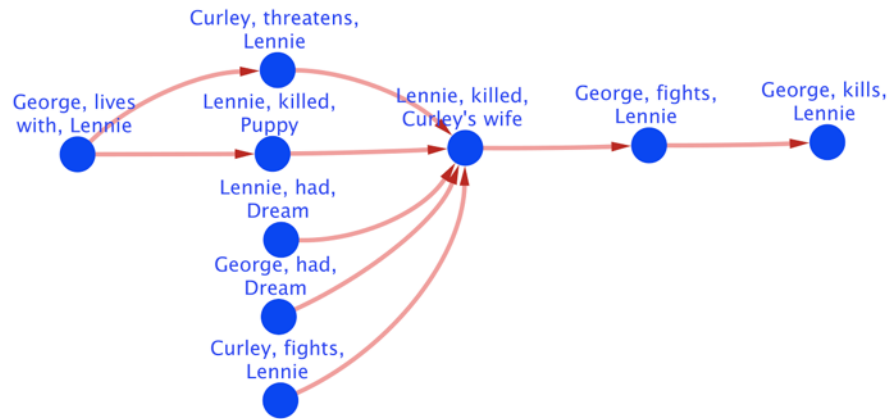 Curley, threatens,
Lennie
George, lives
with, Lennie
Lennie, killed,
Puppy
Lennie, killed,
Curley's wife
George, fights,
Lennie
George, kills,
Lennie
Lennie, had,
Dream
George, had,
Dream
Curley, fights,
Lennie